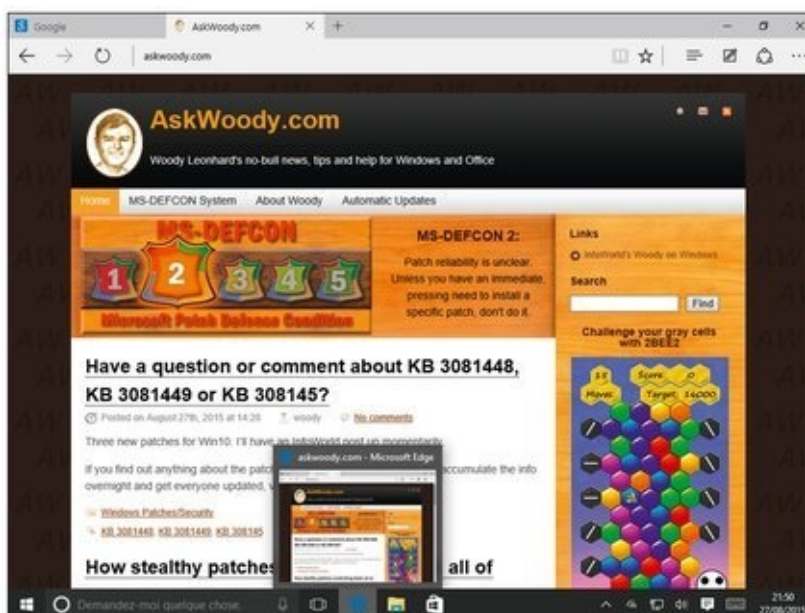 Google
AskWoody.com
askwoody.com
AskWoody.com
Woody Leonhard's no-bull news, tips and help for Windows and Office
Home MS-DEFCON System About Woody Automatic Updates
MS-DEFCON
1 2 3 4 5
Microsoft Patch Defense Condition
MS-DEFCON 2:
Patch reliability is unclear.
Unless you have an immediate,
pressing need to install a
specific patch, don't do it.
Links
InfoWorld's Woody on Windows
Search
Find
Challenge your gray cells
with 2BEE2
18 Score: 0
Moves Target: 16000
Have a question or comment about KB 3081448,
KB 3081449 or KB 308145?
Posted on August 27th, 2015 at 14:28 woody No comments
Three new patches for Win10. I'll have an InfoWorld post up momentarily.
If you find out anything about the patc
accumulate the info
overnight and get everyone updated,
Windows Patches/Security
KB 3081448, KB 3081449, KB 308145
How stealthy patches
all of
askwoody.com - Microsoft Edge
Demandez-moi quelque chose.
21:50